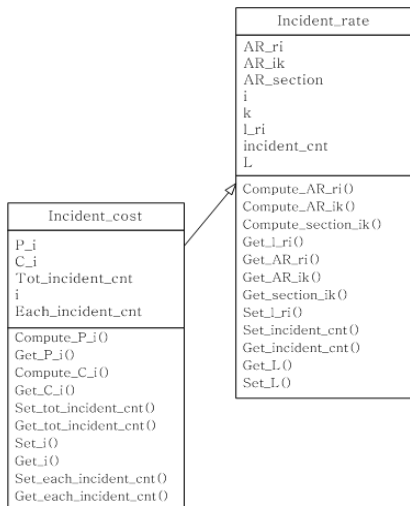 Incident_rate
AR_ri
AR_ik
AR_section
i
k
l_ri
incident_cnt
L
Compute_AR_ri()
Compute_AR_ik()
Compute_section_ik()
Get_l_ri()
Get_AR_ri()
Get_AR_ik()
Get_section_ik()
Set_l_ri()
Set_incident_cnt()
Get_incident_cnt()
Get_L()
Set_L()
Incident_cost
P_i
C_i
Tot_incident_cnt
i
Each_incident_cnt
Compute_P_i()
Get_P_i()
Compute_C_i()
Get_C_i()
Set_tot_incident_cnt()
Get_tot_incident_cnt()
Set_i()
Get_i()
Set_each_incident_cnt()
Get_each_incident_cnt()